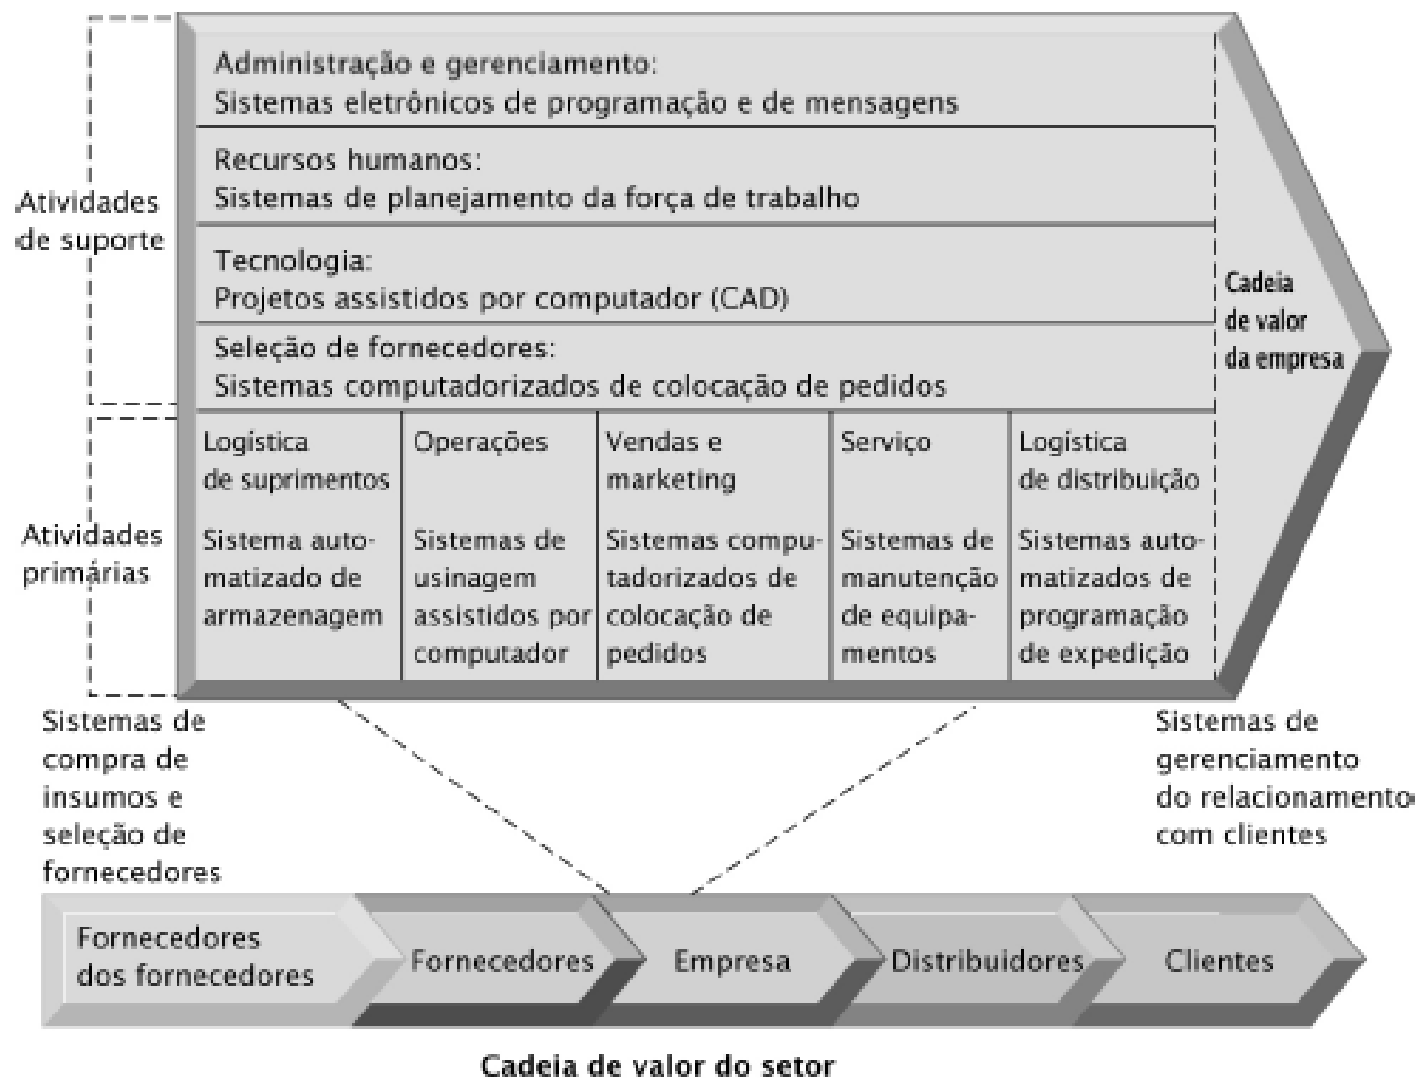 Administração e gerenciamento:
Sistemas eletrônicos de programação e de mensagens
Recursos humanos:
Sistemas de planejamento da força de trabalho
Atividades
de suporte
Tecnologia:
Projetos assistidos por computador (CAD)
Cadeia
de valor
da empresa
Seleção de fornecedores:
Sistemas computadorizados de colocação de pedidos
Atividades
primárias
Logística
de suprimentos
Sistema auto-
matizado de
armazenagem
Operações
Sistemas de
usinagem
assistidos por
computador
Vendas e
marketing
Sistemas compu-
tadorizados de
colocação de
pedidos
Serviço
Sistemas de
manutenção
de equipa-
mentos
Logística
de distribuição
Sistemas auto-
matizados de
programação
de expedição
Sistemas de
compra de
insumos e
seleção de
fornecedores
Sistemas de
gerenciamento
do relacionamento
com clientes
Fornecedores
dos fornecedores
Fornecedores
Empresa
Distribuidores
Clientes
Cadeia de valor do setor